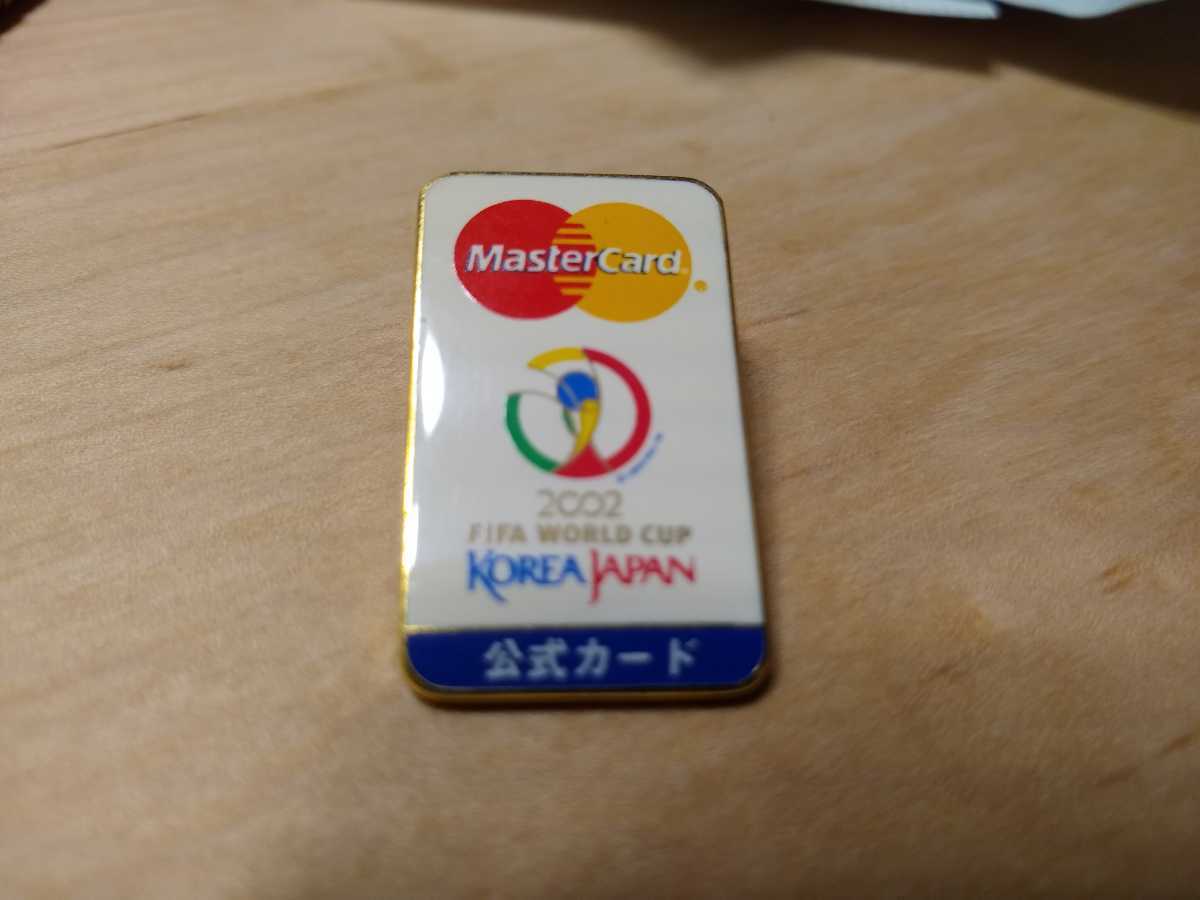 MasterCard
2002
FIFA WORLD CUP
KOREA JAPAN
公式カード